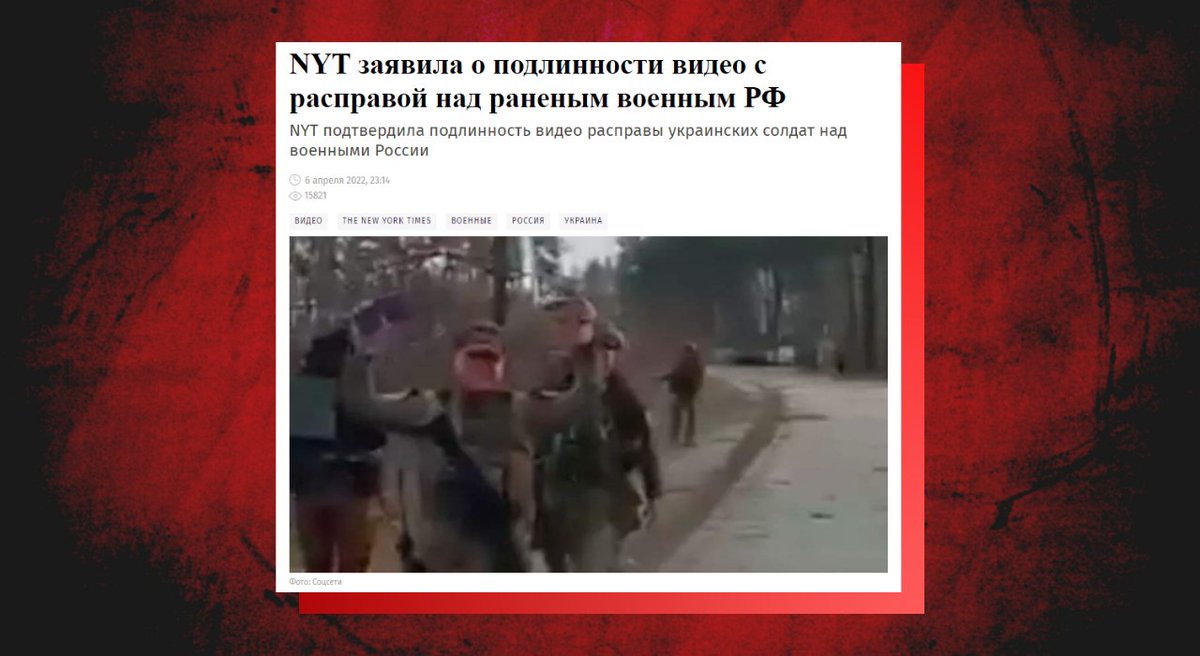 NYT заявила о подлинности видео с
расправой над раненым военным РФ
NYT подтвердила подлинность видео расправы украинских солдат над
военными России
6 апреля 2022, 23:14
15821
ВИДЕО THE NEW YORK TIMES ВОЕННЫЕ РОССИЯ УКРАИНА
Фото: Соцсети